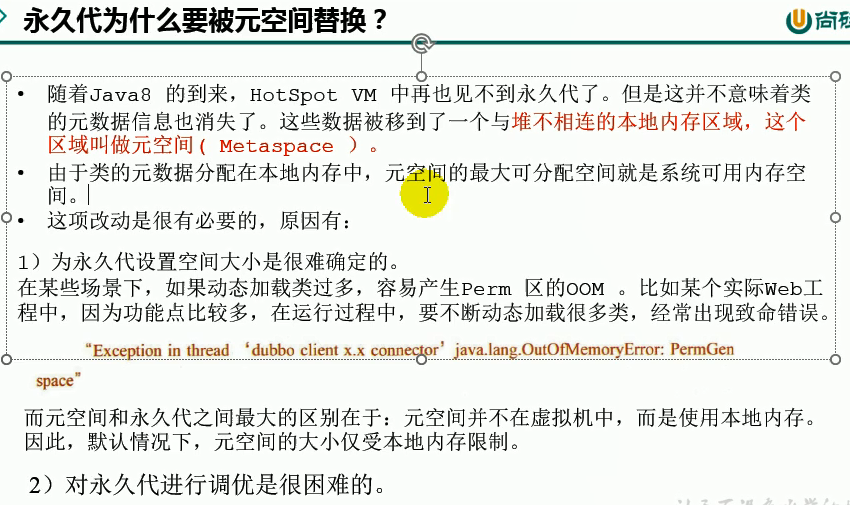 永久代为什么要被元空间替换？
尚硅
• 随着Java8 的到来，HotSpot VM 中再也见不到永久代了。但是这并不意味着类
的元数据信息也消失了。这些数据被移到了一个与堆不相连的本地内存区域，这个
区域叫做元空间( Metaspace ）。
• 由于类的元数据分配在本地内存中，元空间的最大可分配空间就是系统可用内存空
间。
• 这项改动是很有必要的，原因有：
1）为永久代设置空间大小是很难确定的。
在某些场景下，如果动态加载类过多，容易产生Perm 区的OOM 。比如某个实际Web工
程中，因为功能点比较多，在运行过程中，要不断动态加载很多类，经常出现致命错误。
“Exception in thread ‘dubbo client x.x connector’java.lang.OutOfMemoryError: PermGen
space”
而元空间和永久代之间最大的区别在于：元空间并不在虚拟机中，而是使用本地内存。
因此，默认情况下，元空间的大小仅受本地内存限制。
2）对永久代进行调优是很困难的。